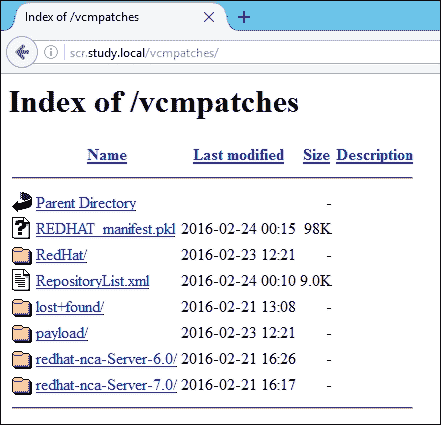 Index of /vcmpatches
scr.study.local/vcmpatches/
Index of /vcmpatches
Name Last modified Size Description
Parent Directory -
REDHAT_manifest.pkl 2016-02-24 00:15 98K
RedHat/ 2016-02-23 12:21 -
RepositoryList.xml 2016-02-24 00:10 9.0K
lost+found/ 2016-02-21 13:08 -
payload/ 2016-02-23 12:21 -
redhat-nca-Server-6.0/ 2016-02-21 16:26 -
redhat-nca-Server-7.0/ 2016-02-21 16:17 -